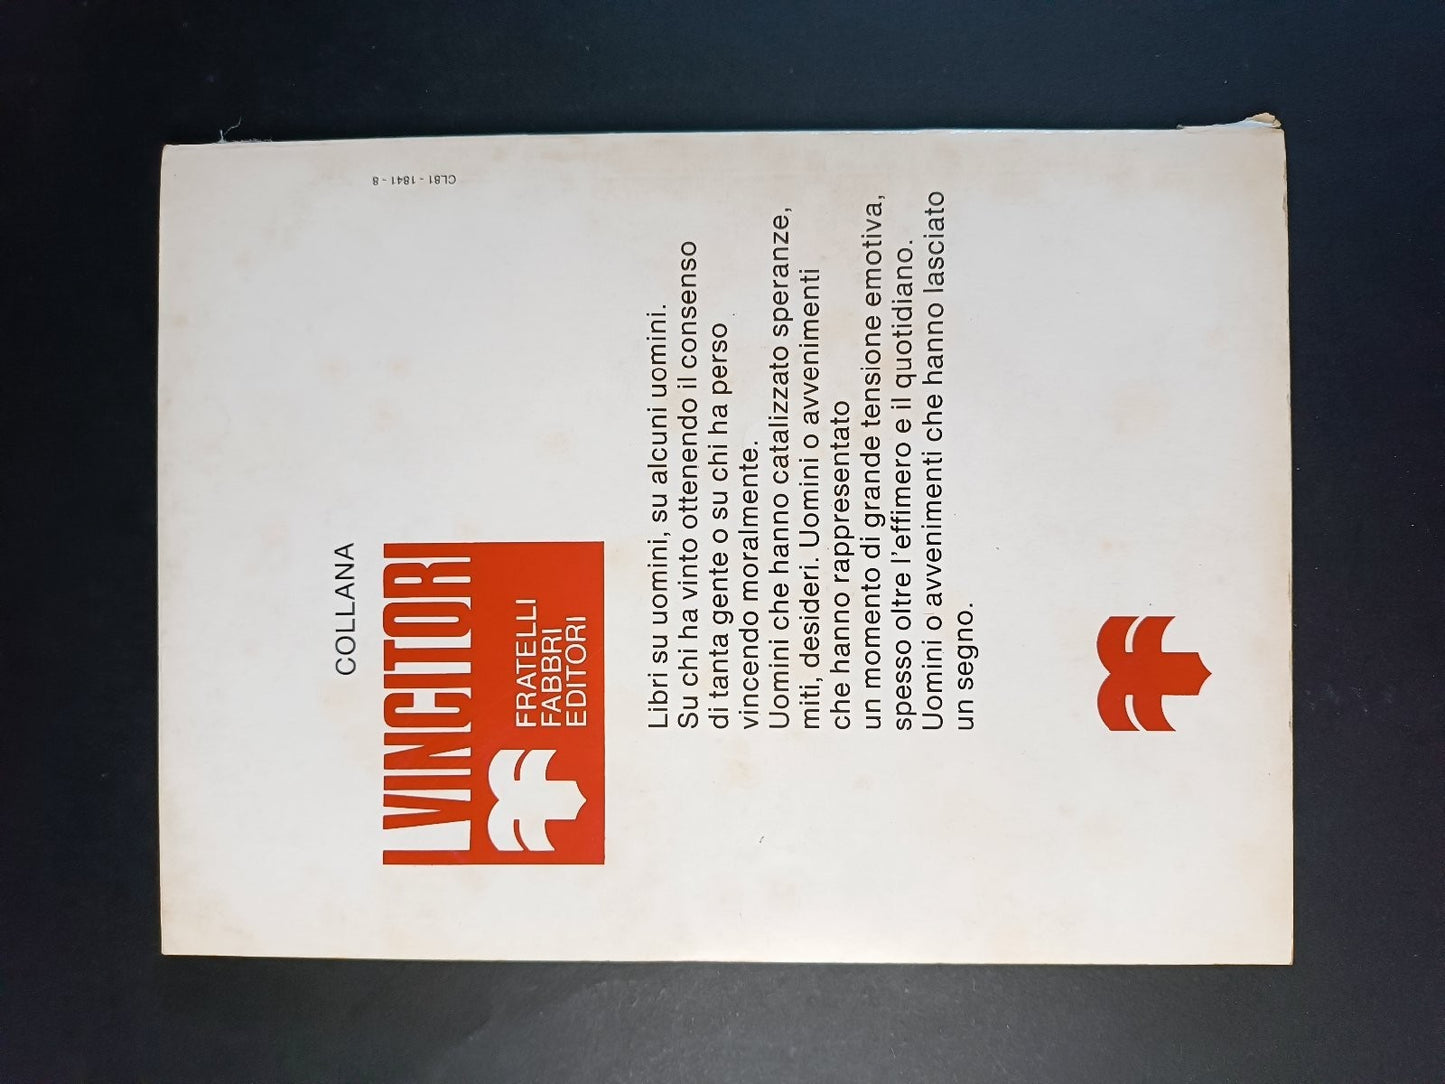 COLLANA
I VINCITORI
FRATELLI
FABBRI
EDITORI
Libri su uomini, su alcuni uomini.
Su chi ha vinto ottenendo il consenso
di tanta gente o su chi ha perso
vincendo moralmente.
Uomini che hanno catalizzato speranze,
miti, desideri. Uomini o avvenimenti
che hanno rappresentato
un momento di grande tensione emotiva,
spesso oltre l'effimero e il quotidiano.
Uomini o avvenimenti che hanno lasciato
un segno.
CL81 - 1841 - 8